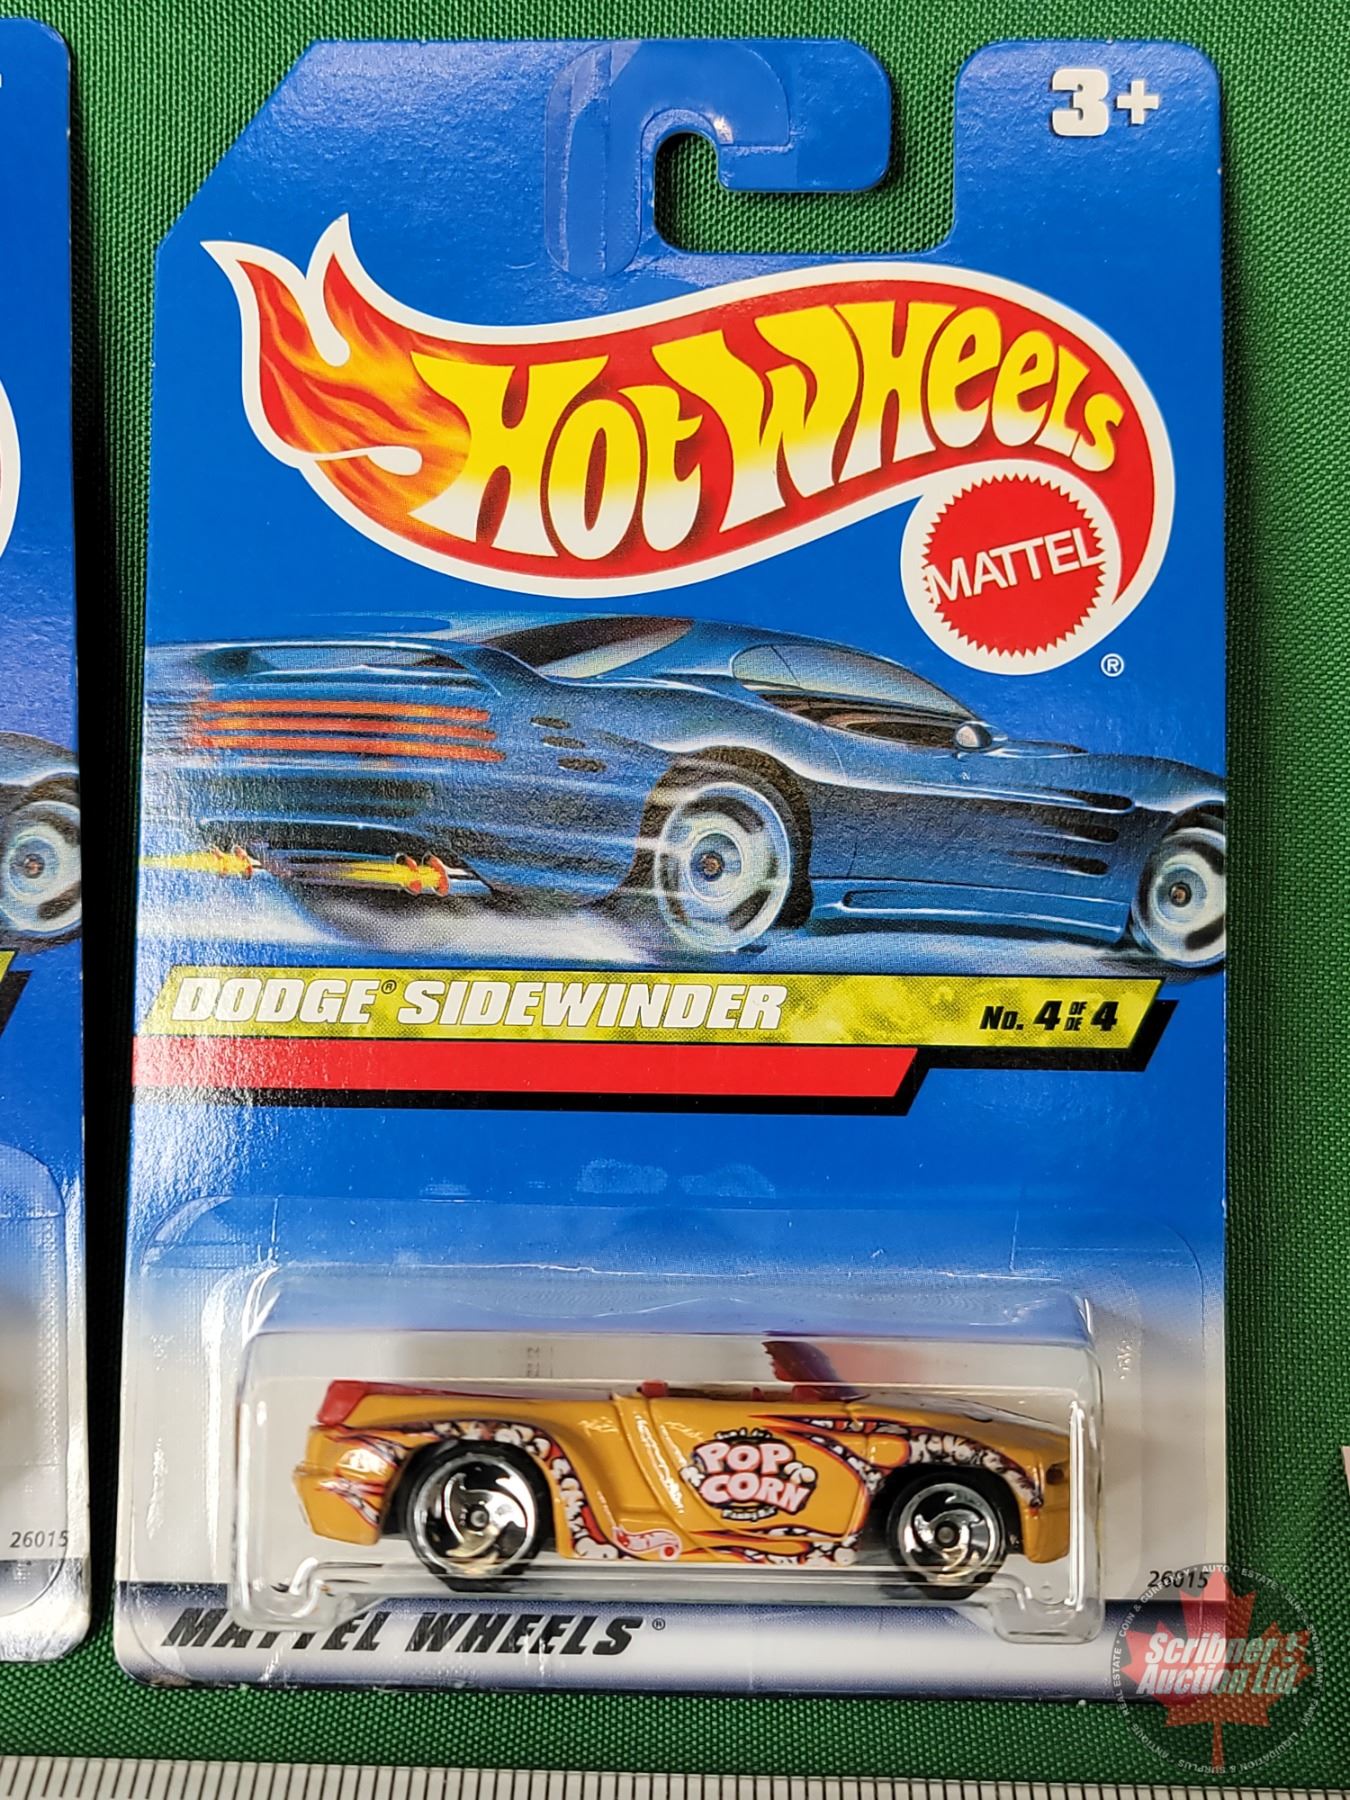 3+
HOT WHEELS
MATTEL
®
DODGE® SIDEWINDER
No. 4 OF DE 4
POP
CORN
26015
26015
MATTEL WHEELS®
Scribner's
Auction Ltd.